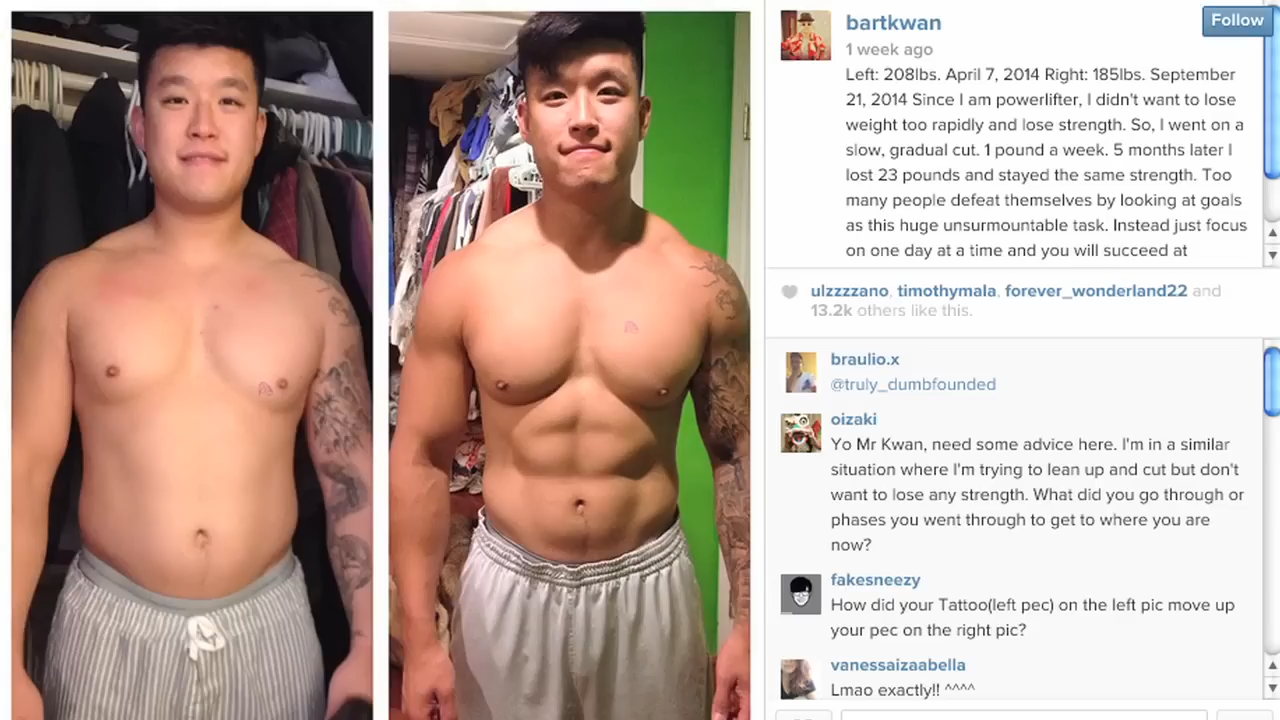 bartkwan
Follow
1 week ago
Left: 208lbs. April 7, 2014 Right: 185lbs. September
21, 2014 Since I am powerlifter, I didn't want to lose
weight too rapidly and lose strength. So, I went on a
slow, gradual cut. 1 pound a week. 5 months later I
lost 23 pounds and stayed the same strength. Too
many people defeat themselves by looking at goals
as this huge unsurmountable task. Instead just focus
on one day at a time and you will succeed at
ulzzzzano, timothymala, forever_wonderland22 and
13.2k others like this.
braulio.x
@truly_dumbfounded
oizaki
Yo Mr Kwan, need some advice here. I'm in a similar
situation where I'm trying to lean up and cut but don't
want to lose any strength. What did you go through or
phases you went through to get to where you are
now?
fakesneezy
How did your Tattoo(left pec) on the left pic move up
your pec on the right pic?
vanessaizaabella
Lmao exactly!! ^^^^